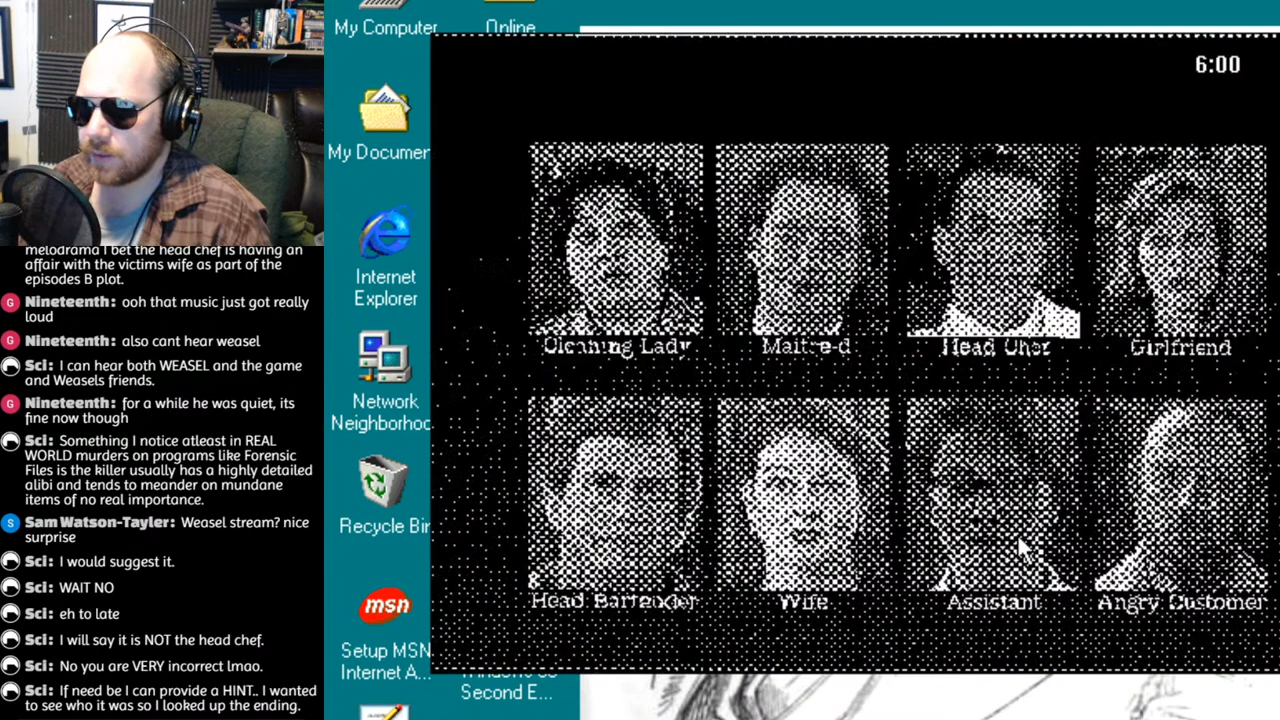 melodrama I bet the head chef is having an
affair with the victims wife as part of the
episodes B plot.
G Nineteenth: ooh that music just got really
loud
G Nineteenth: also cant hear weasel
Sci: I can hear both WEASEL and the game
and Weasels friends.
G Nineteenth: for a while he was quiet, its
fine now though
Sci: Something I notice atleast in REAL
WORLD murders on programs like Forensic
Files is the killer usually has a highly detailed
alibi and tends to meander on mundane
items of no real importance.
S Sam Watson-Tayler: Weasel stream? nice
surprise
Sci: I would suggest it.
Sci: WAIT NO
Sci: eh to late
Sci: I will say it is NOT the head chef.
Sci: No you are VERY incorrect lmao.
Sci: If need be I can provide a HINT.. I wanted
to see who it was so I looked up the ending.
My Computer
Online
My Documen
Internet
Explorer
Network
Neighborhoo
Recycle Bin
msn
Setup MSN
Internet A...
Second E...
6:00
Clenning Lady
Maitre-d
Head Chef
Girlfriend
Head Bartender
Wife
Assistant
Angry Customer